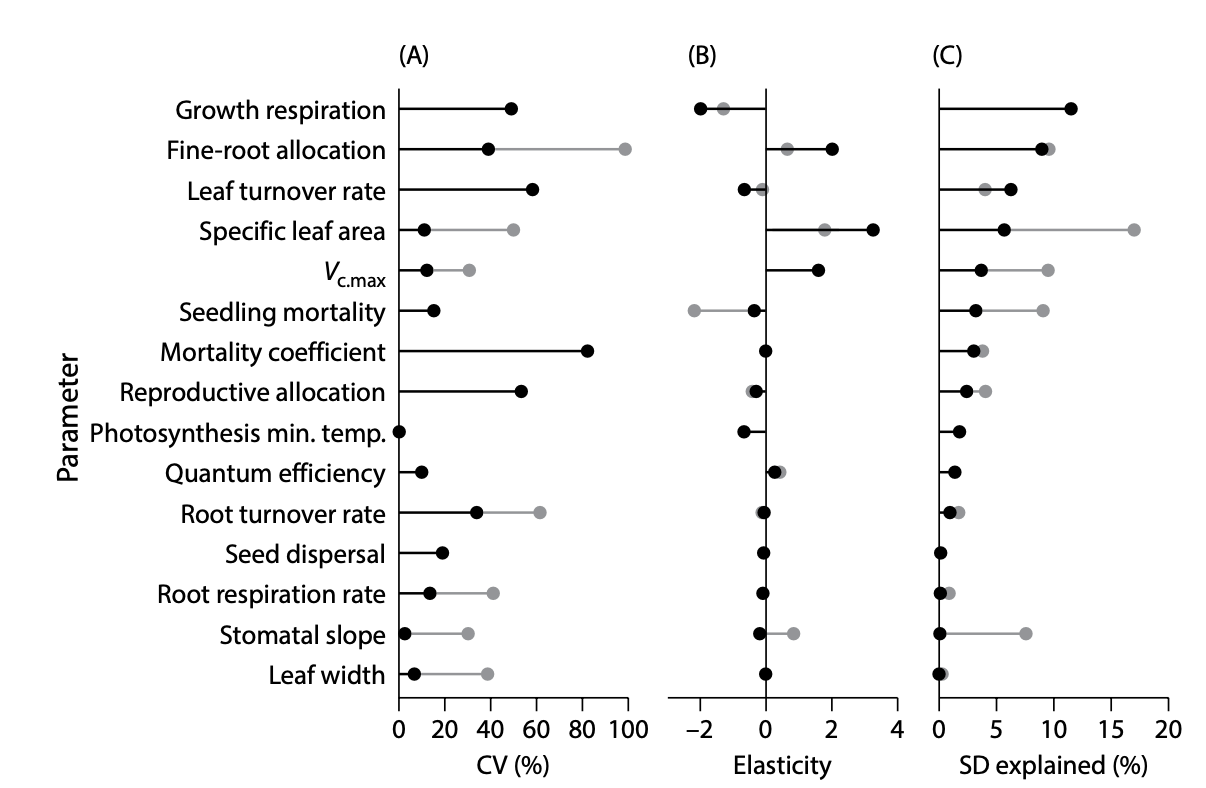 (A) (B) (C)
Growth respiration
Fine-root allocation
Leaf turnover rate
Specific leaf area
Vc.max
Seedling mortality
Mortality coefficient
Reproductive allocation
Photosynthesis min. temp.
Quantum efficiency
Root turnover rate
Seed dispersal
Root respiration rate
Stomatal slope
Leaf width
Parameter
0 20 40 60 80 100
CV (%)
–2 0 2 4
Elasticity
0 5 10 15 20
SD explained (%)